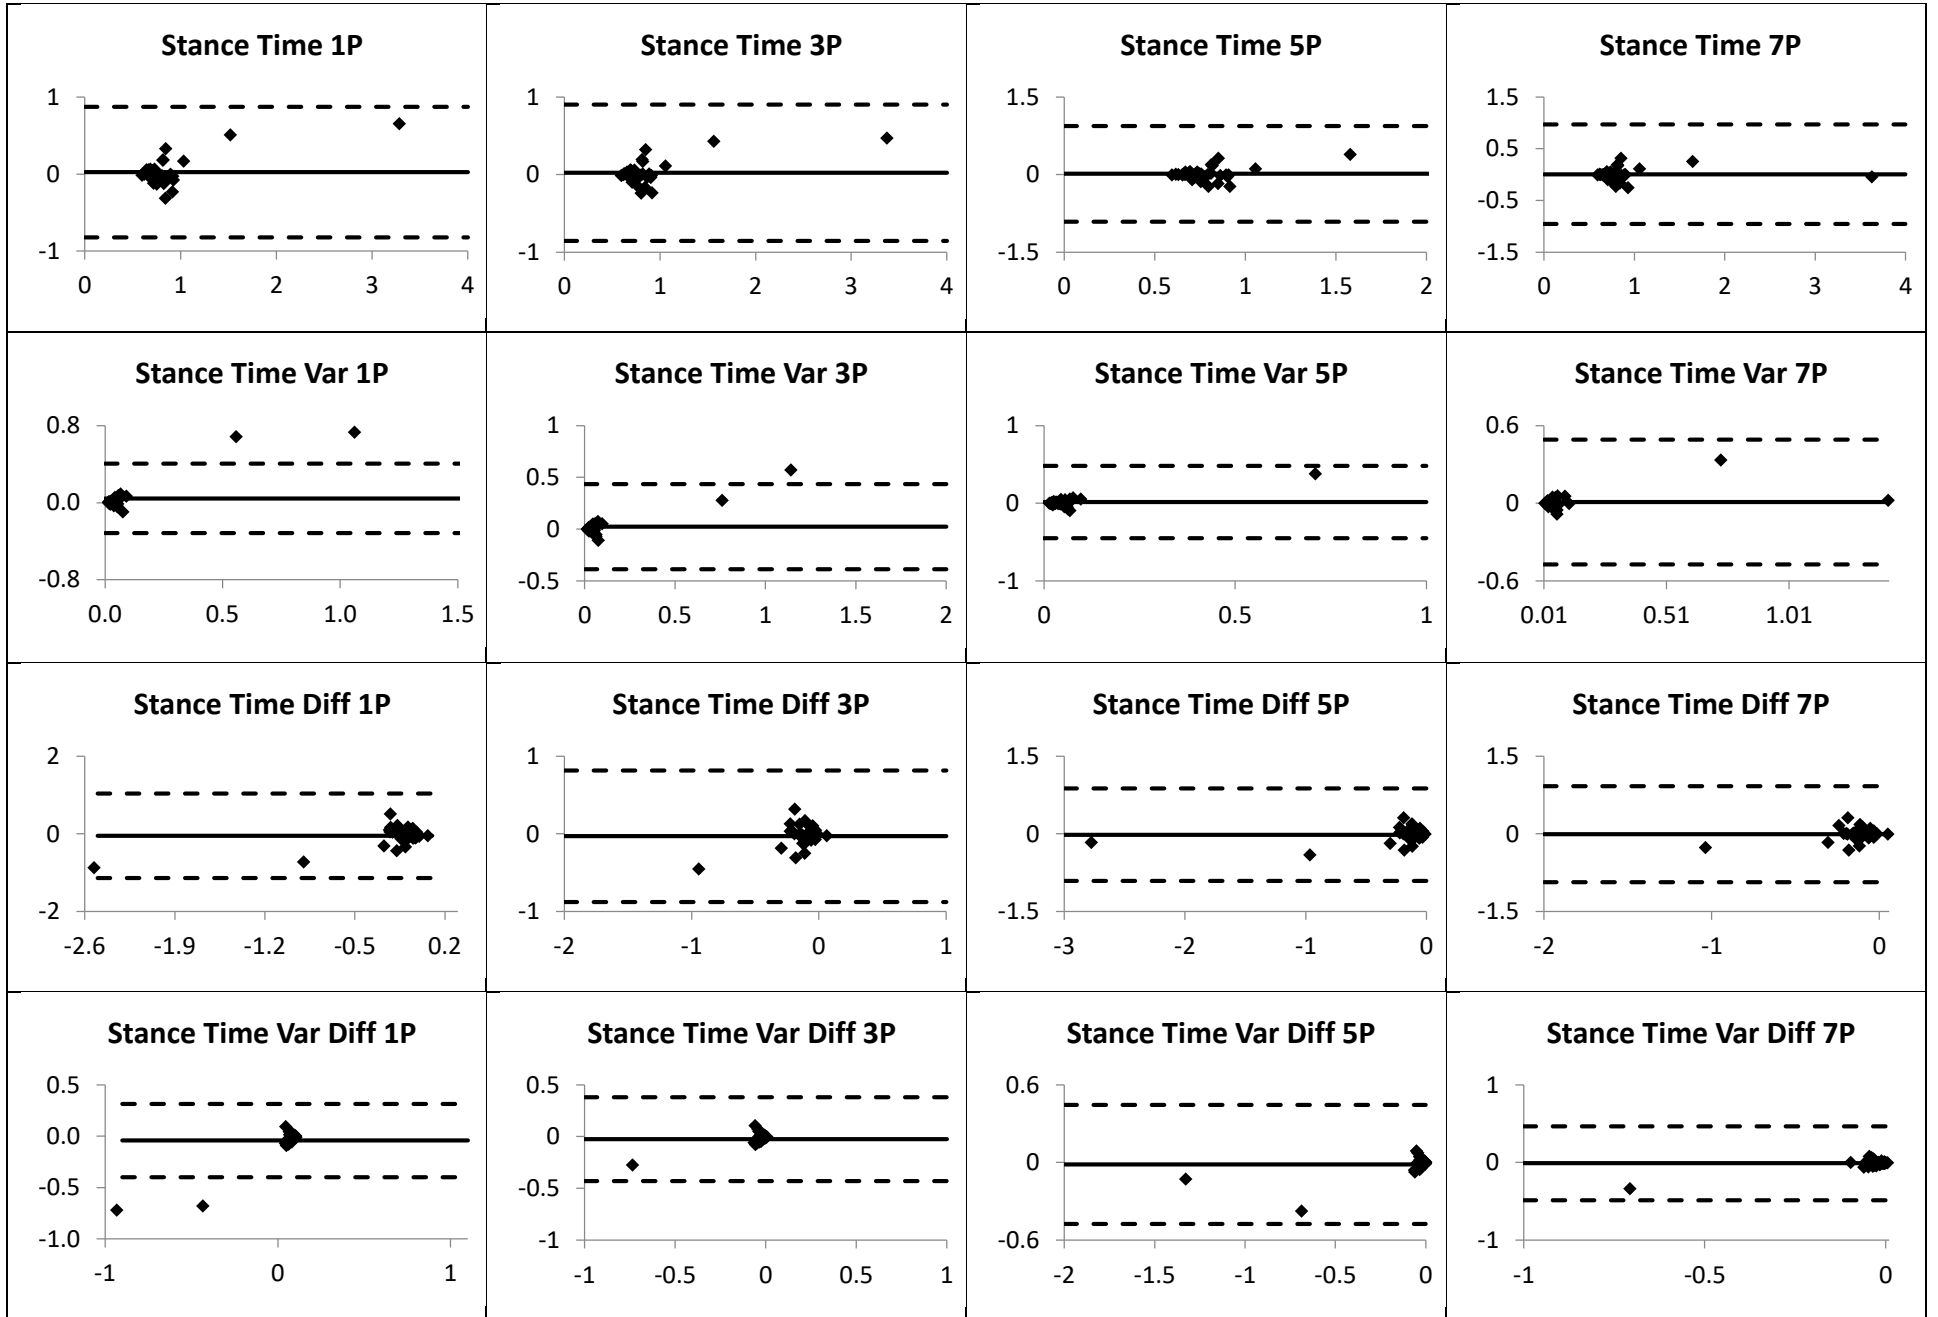 Stance Time 1P
1
0
-1
0 1 2 3 4
Stance Time 3P
1
0
-1
0 1 2 3 4
Stance Time 5P
1.5
0
-1.5
0 0.5 1 1.5 2
Stance Time 7P
1.5
0.5
-0.5
-1.5
0 1 2 3 4
Stance Time Var 1P
0.8
0.0
-0.8
0.0 0.5 1.0 1.5
Stance Time Var 3P
1
0.5
0
-0.5
0 0.5 1 1.5 2
Stance Time Var 5P
1
0
-1
0 0.5 1
Stance Time Var 7P
0.6
0
-0.6
0.01 0.51 1.01
Stance Time Diff 1P
2
0
-2
-2.6 -1.9 -1.2 -0.5 0.2
Stance Time Diff 3P
1
0
-1
-2 -1 0 1
Stance Time Diff 5P
1.5
0
-1.5
-3 -2 -1 0
Stance Time Diff 7P
1.5
0
-1.5
-2 -1 0
Stance Time Var Diff 1P
0.5
0.0
-0.5
-1.0
-1 0 1
Stance Time Var Diff 3P
0.5
0
-0.5
-1
-1 -0.5 0 0.5 1
Stance Time Var Diff 5P
0.6
0
-0.6
-2 -1.5 -1 -0.5 0
Stance Time Var Diff 7P
1
0
-1
-1 -0.5 0